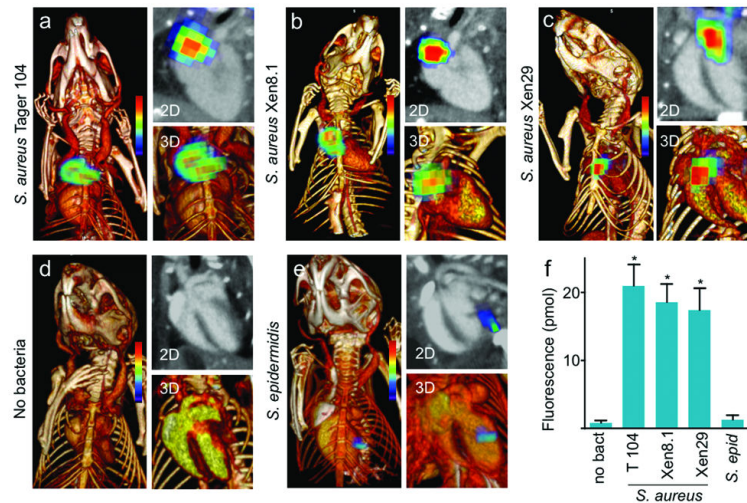 a
S. aureus Tager 104
2D
3D
b
S. aureus Xen8.1
2D
3D
c
S. aureus Xen29
2D
3D
d
No bacteria
2D
3D
e
S. epidermidis
2D
3D
f
Fluorescence (pmol)
20
10
* * *
no bact
T 104
Xen8.1
Xen29
S. epid
S. aureus